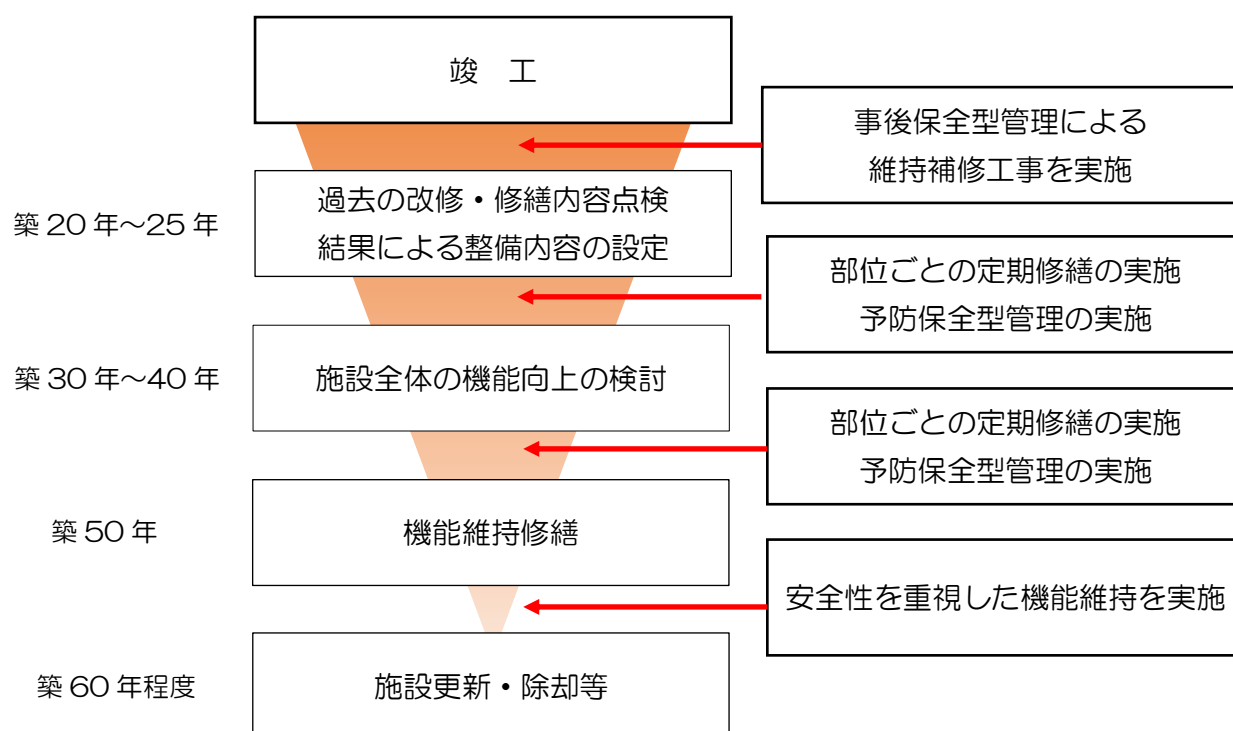 竣　工
事後保全型管理による
維持補修工事を実施
築20年～25年
過去の改修・修繕内容点検
結果による整備内容の設定
部位ごとの定期修繕の実施
予防保全型管理の実施
築30年～40年
施設全体の機能向上の検討
部位ごとの定期修繕の実施
予防保全型管理の実施
築50年
機能維持修繕
安全性を重視した機能維持を実施
築60年程度
施設更新・除却等